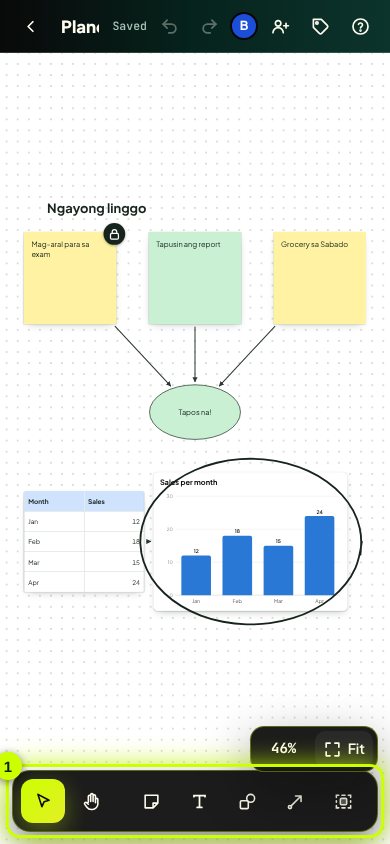 Saved
B
Ngayong linggo
Mag-aral para sa
exam
Tapusin ang report
Grocery sa Sabado
Tapos na!
Sales per month
Month Sales
Jan 12
Feb 18
Mar 15
Apr 24
30
20
10
12
18
15
24
Jan Feb Mar Apr
46% Fit
1
T